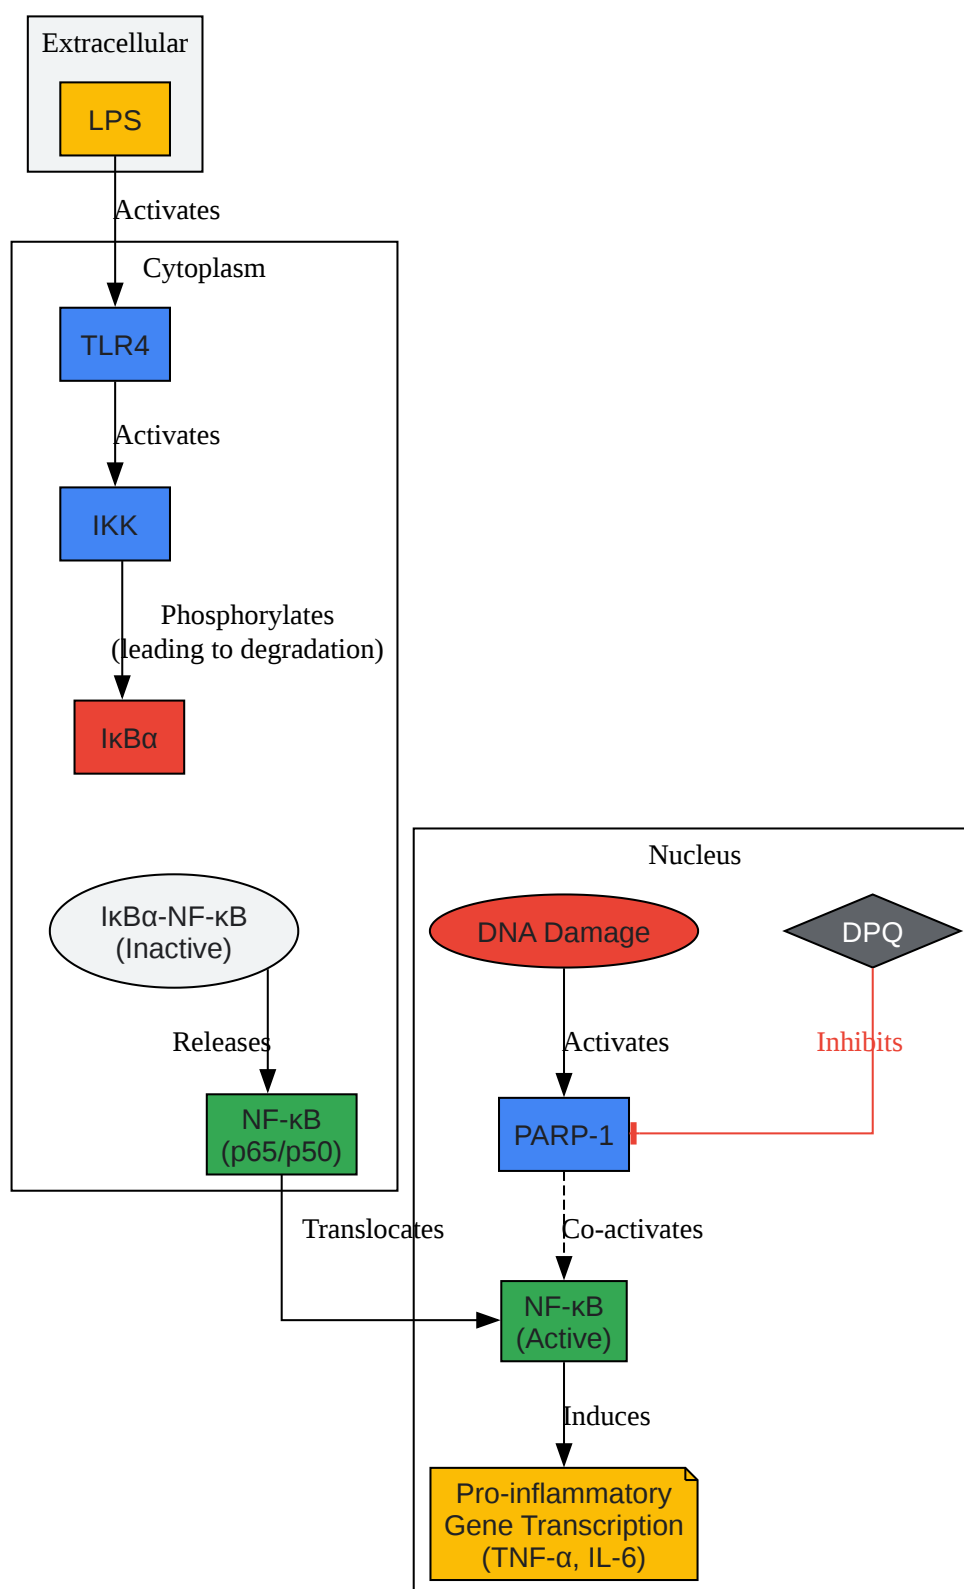 Extracellular
LPS
Activates
Cytoplasm
TLR4
Activates
IKK
Phosphorylates
(leading to degradation)
IκBα
IκBα-NF-κB
(Inactive)
Releases
NF-κB
(p65/p50)
Translocates
Nucleus
DNA Damage
DPQ
Activates
Inhibits
PARP-1
Co-activates
NF-κB
(Active)
Induces
Pro-inflammatory
Gene Transcription
(TNF-α, IL-6)